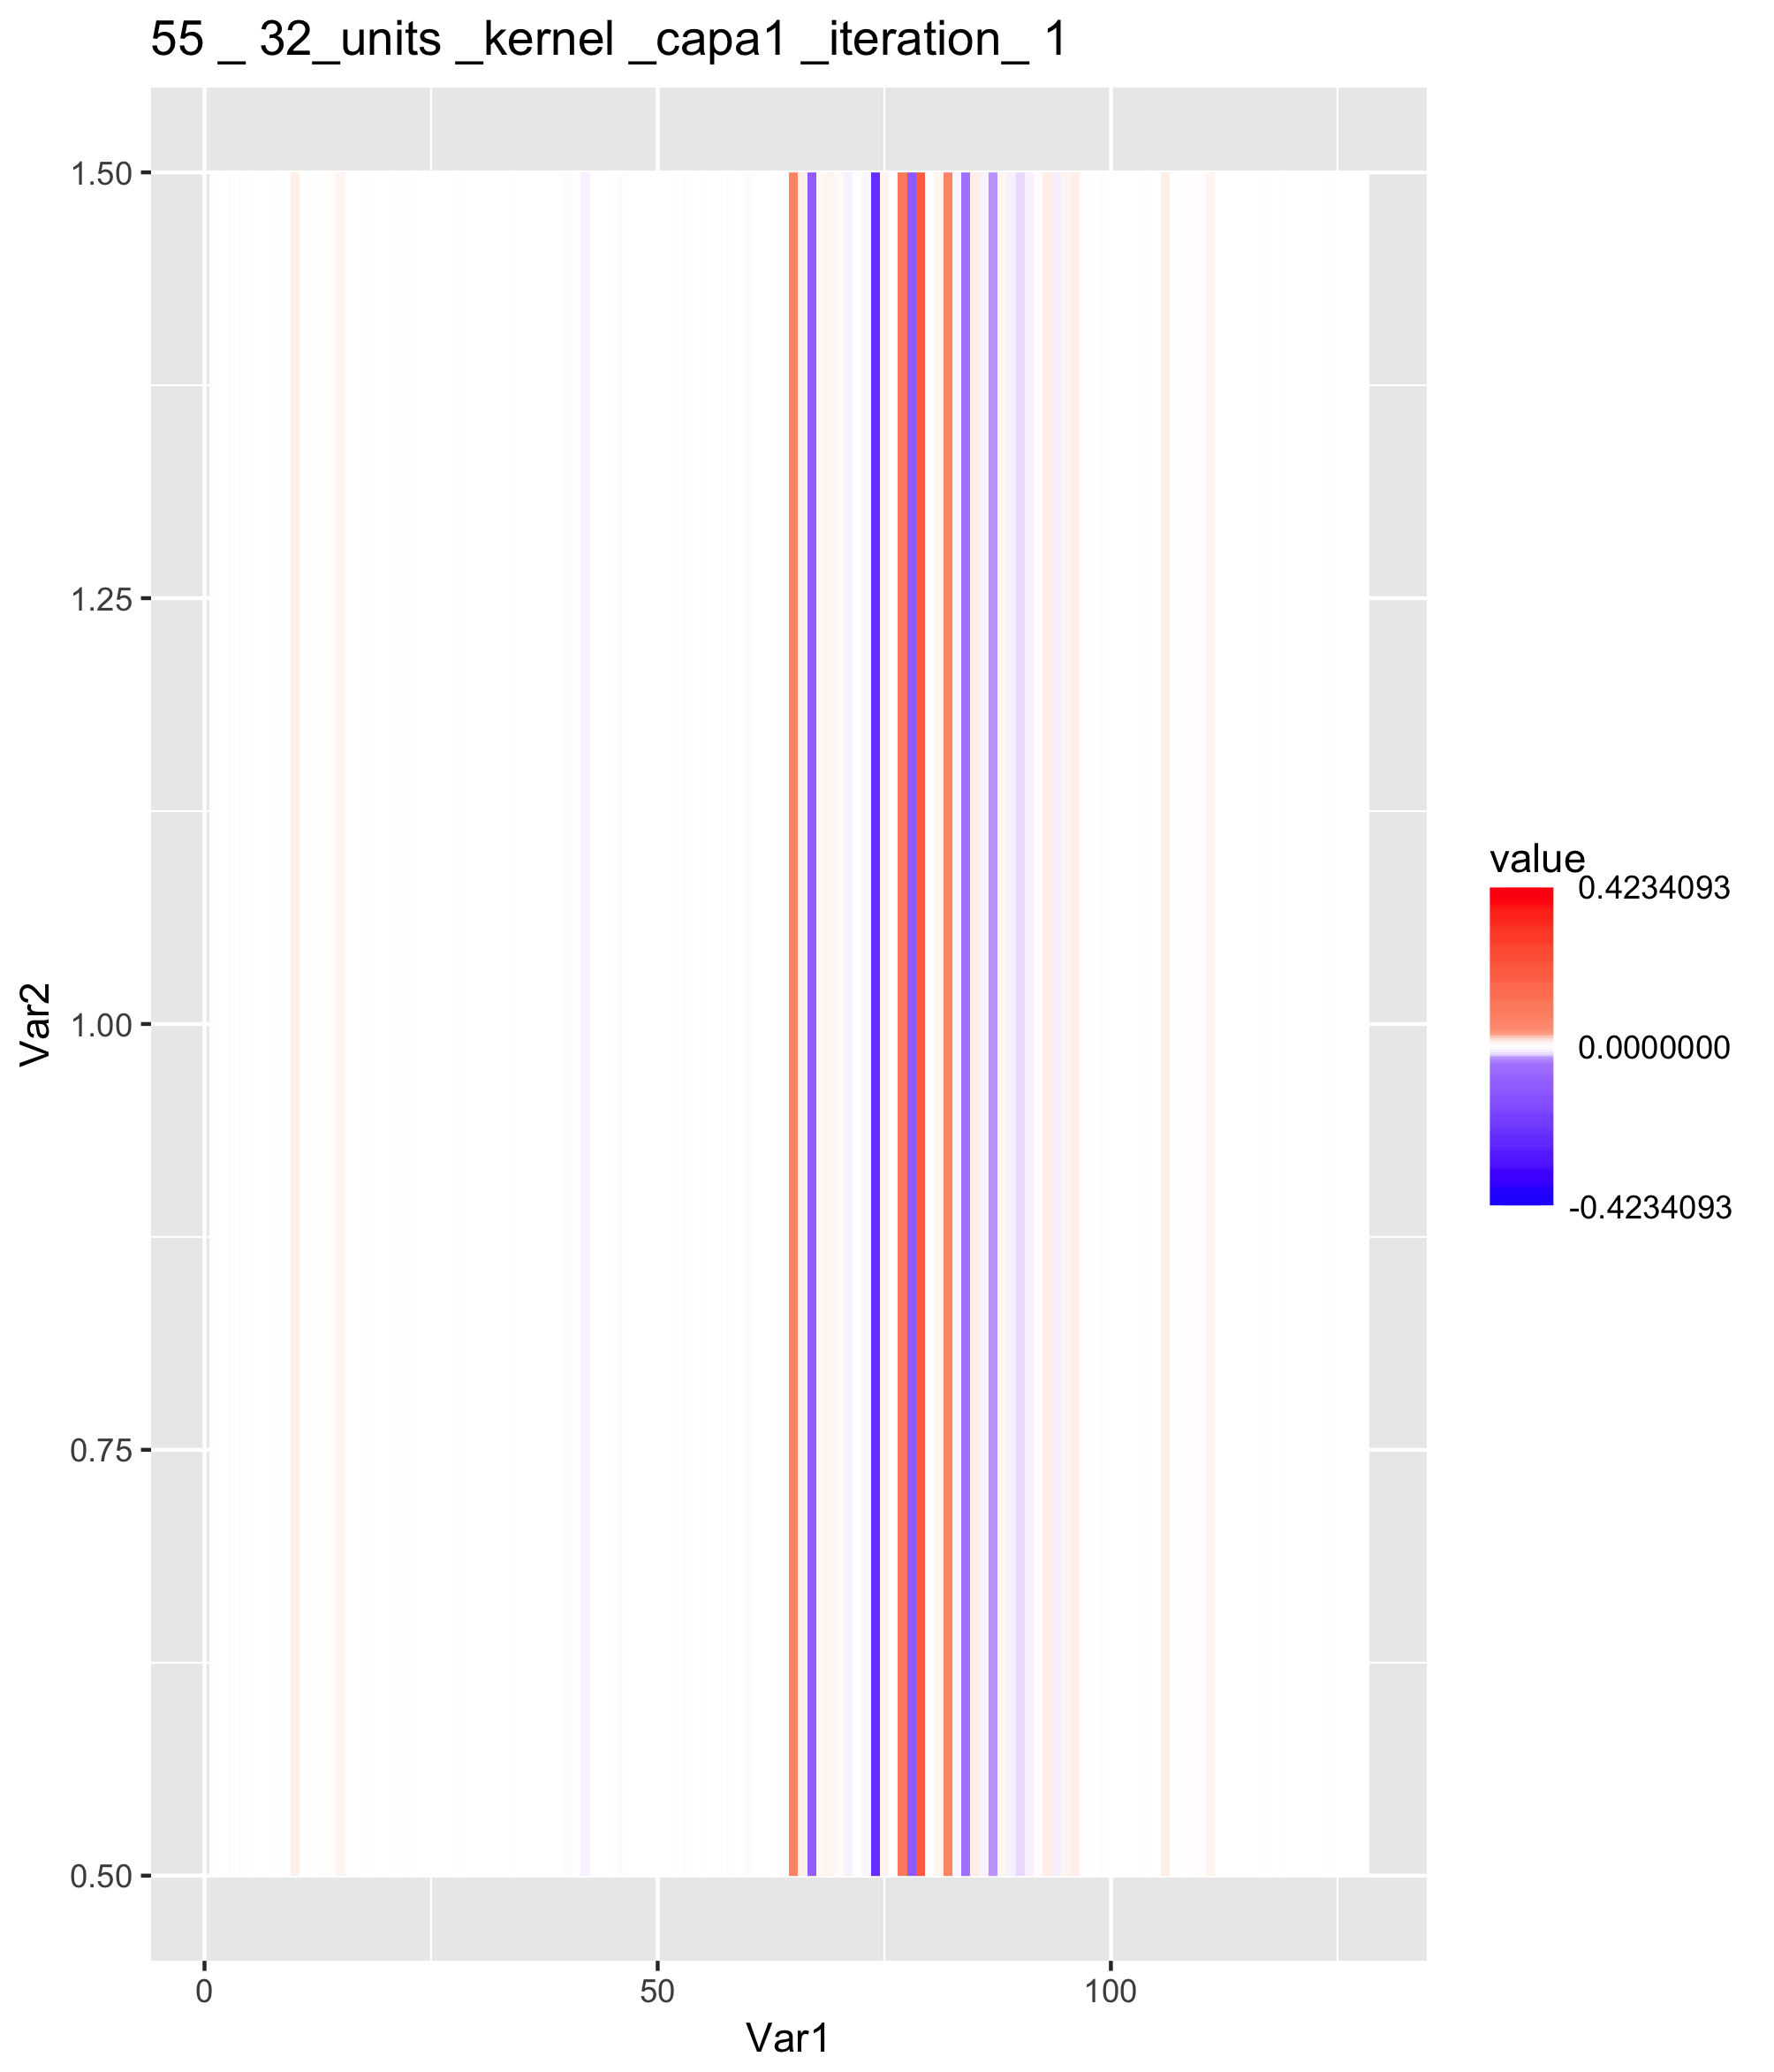 55 _ 32_units _kernel _capa1 _iteration_ 1
1.50
1.25
1.00
0.75
0.50
Var2
0
50
100
Var1
value
0.4234093
0.0000000
-0.4234093